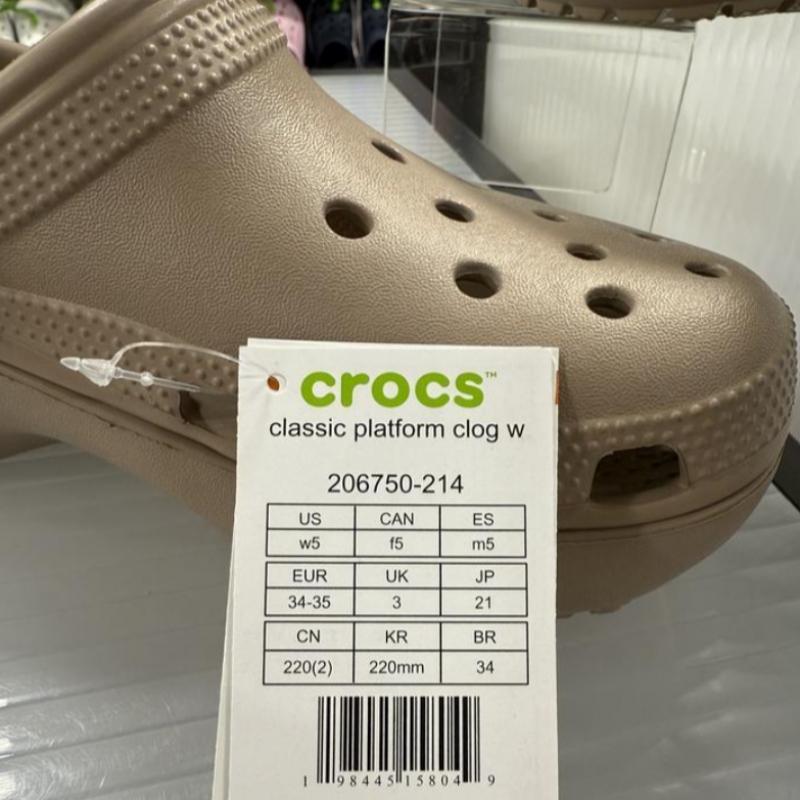 crocs™
classic platform clog w
206750-214
US CAN ES
w5 f5 m5
EUR UK JP
34-35 3 21
CN KR BR
220(2) 220mm 34
1 98445 15804 9